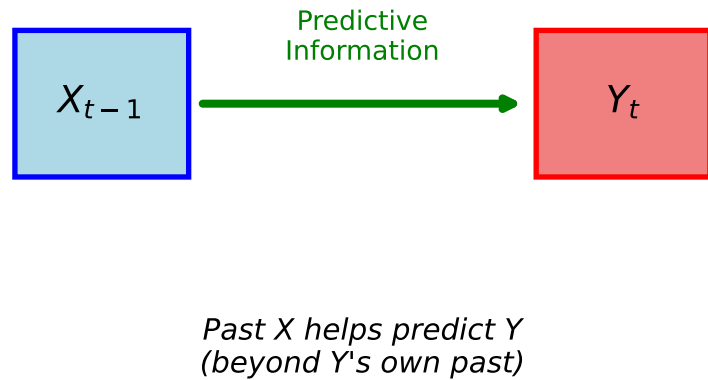 Predictive
Information
X_{t-1}
Y_t
Past X helps predict Y
(beyond Y's own past)